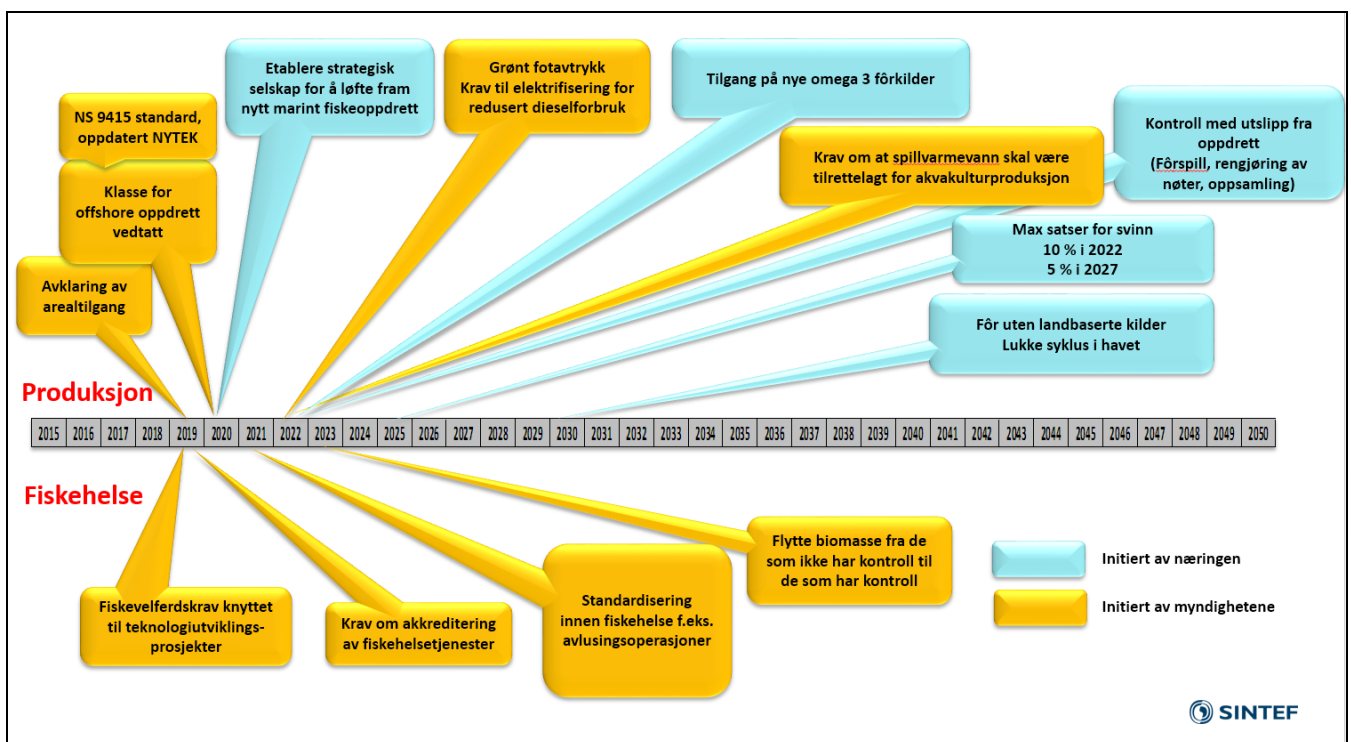 NS 9415 standard,
oppdatert NYTEK
Klasse for
offshore oppdrett
vedtatt
Avklaring av
arealtilgang
Etablere strategisk
selskap for å løfte fram
nytt marint fiskeoppdrett
Grønt fotavtrykk
Krav til elektrifisering for
redusert dieselforbruk
Tilgang på nye omega 3 fôrkilder
Krav om at spillvarmevann skal være
tilrettelagt for akvakulturproduksjon
Kontroll med utslipp fra
oppdrett
(Fôrspill, rengjøring av
nøter, oppsamling)
Max satser for svinn
10 % i 2022
5 % i 2027
Fôr uten landbaserte kilder
Lukke syklus i havet
Produksjon
2015 2016 2017 2018 2019 2020 2021 2022 2023 2024 2025 2026 2027 2028 2029 2030 2031 2032 2033 2034 2035 2036 2037 2038 2039 2040 2041 2042 2043 2044 2045 2046 2047 2048 2049 2050
Fiskehelse
Fiskevelferdskrav knyttet
til teknologiutviklings-
prosjekter
Krav om akkreditering
av fiskehelsetjenester
Standardisering
innen fiskehelse f.eks.
avlusingsoperasjoner
Flytte biomasse fra de
som ikke har kontroll til
de som har kontroll
Initiert av næringen
Initiert av myndighetene
SINTEF